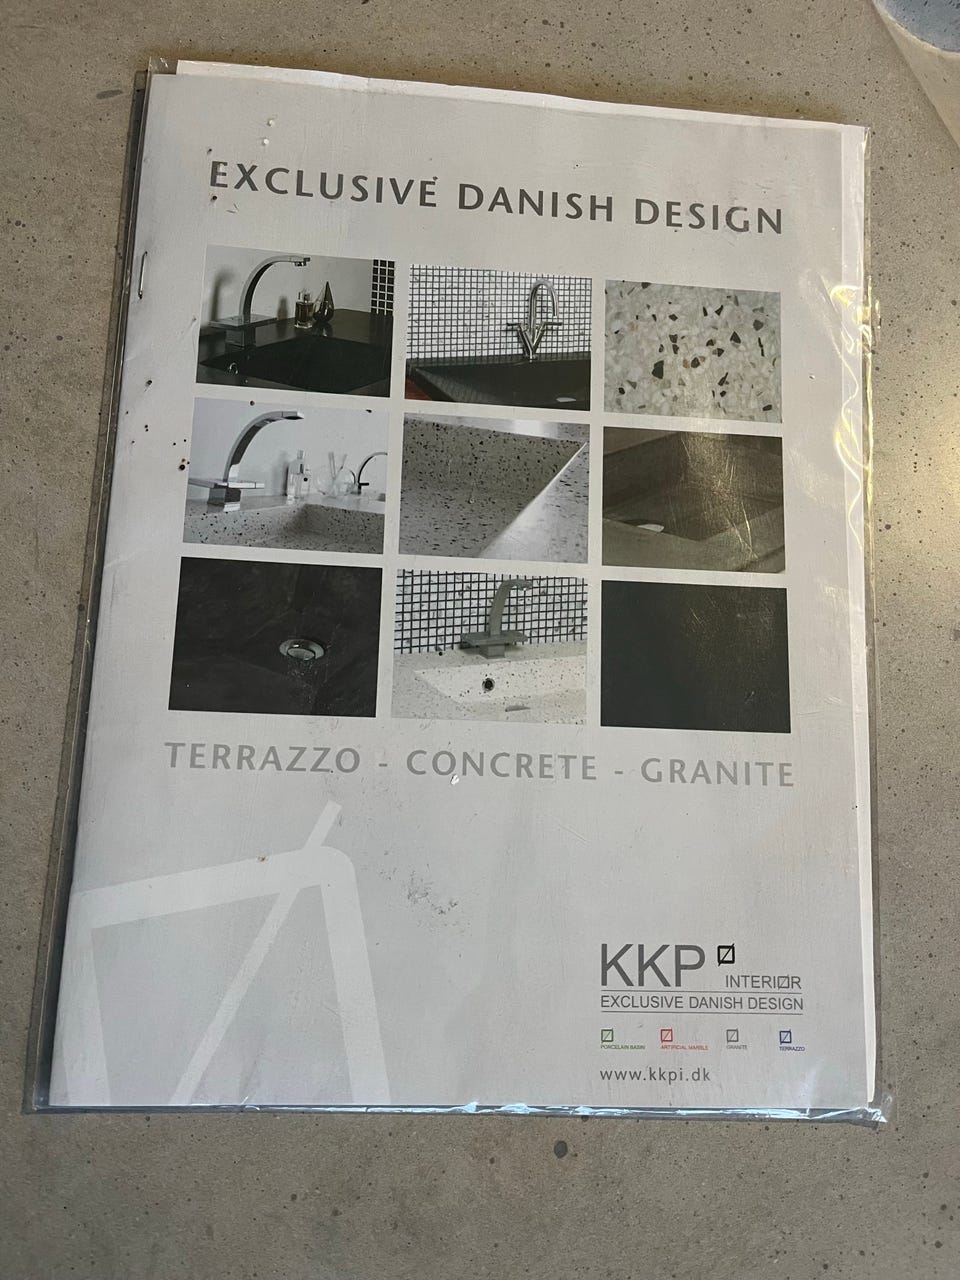 EXCLUSIVE DANISH DESIGN
TERRAZZO - CONCRETE - GRANITE
KKP
INTERIØR
EXCLUSIVE DANISH DESIGN
PORCELAIN BASIN ARTIFICIAL MARBLE GRANITE TERRAZZO
www.kkpi.dk